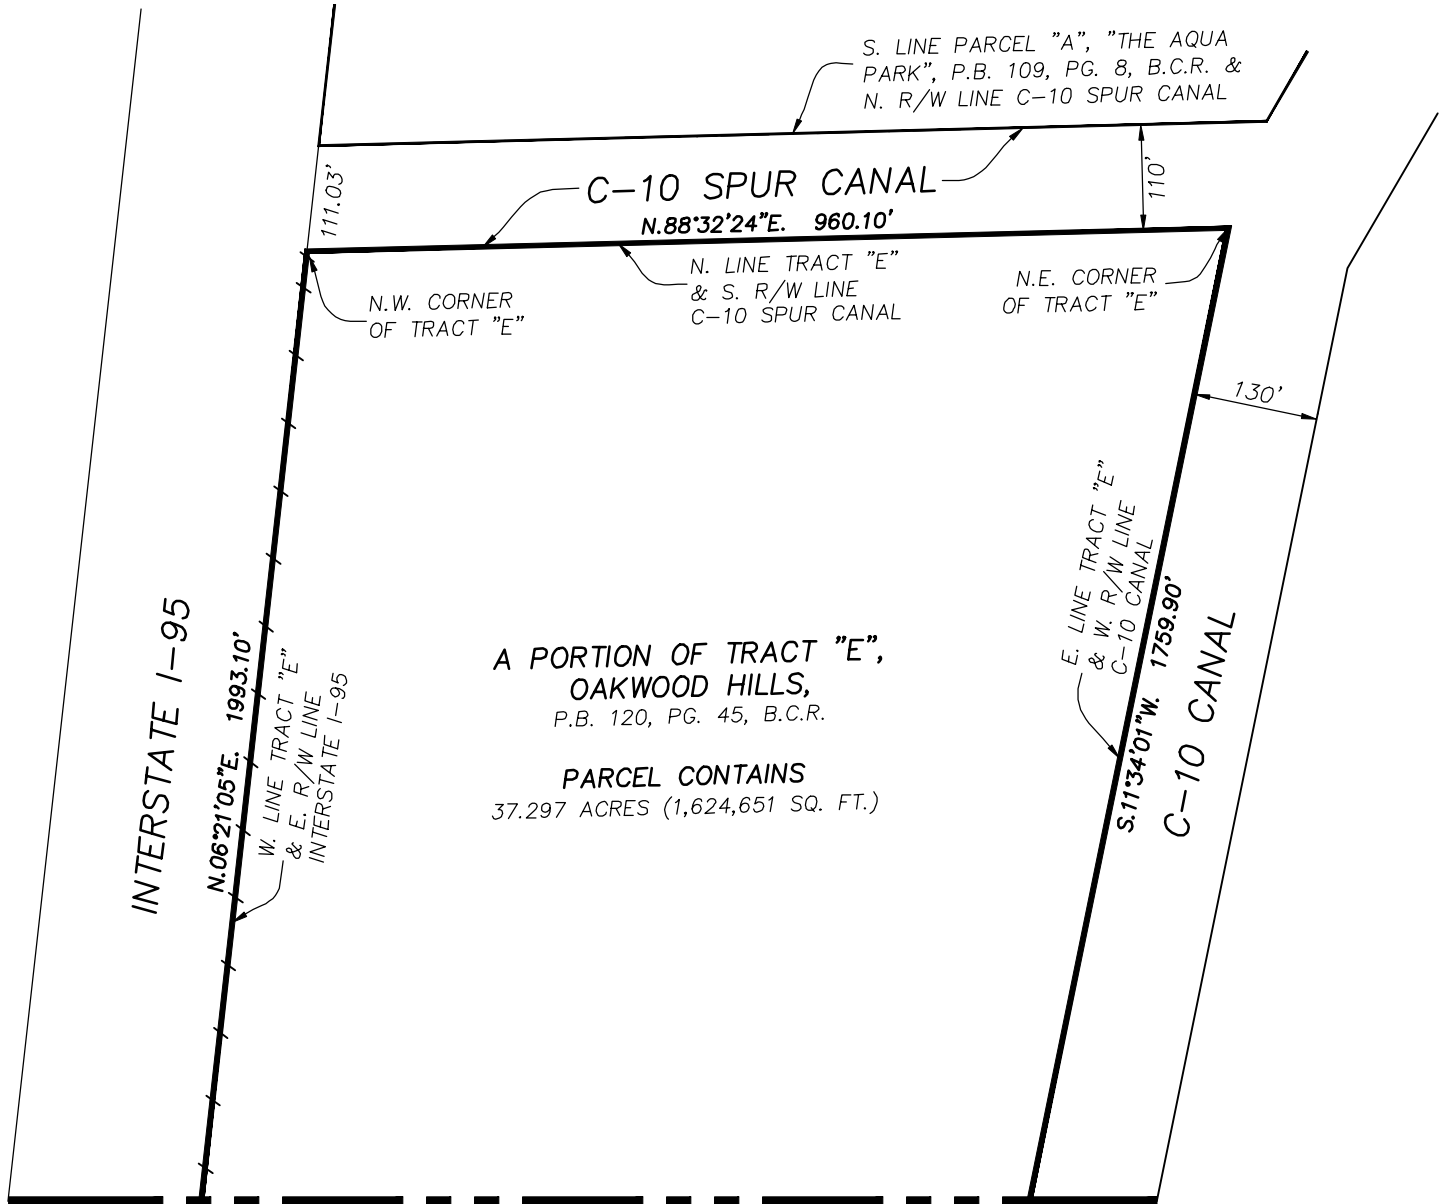 S. LINE PARCEL "A", "THE AQUA
PARK", P.B. 109, PG. 8, B.C.R. &
N. R/W LINE C-10 SPUR CANAL
111.03'
C-10 SPUR CANAL
110'
N.88°32'24"E. 960.10'
N. LINE TRACT "E"
& S. R/W LINE
C-10 SPUR CANAL
N.W. CORNER
OF TRACT "E"
N.E. CORNER
OF TRACT "E"
130'
INTERSTATE I-95
N.06°21'05"E. 1993.10'
W. LINE TRACT "E"
& E. R/W LINE
INTERSTATE I-95
A PORTION OF TRACT "E",
OAKWOOD HILLS,
P.B. 120, PG. 45, B.C.R.
PARCEL CONTAINS
37.297 ACRES (1,624,651 SQ. FT.)
E. LINE TRACT "E"
& W. R/W LINE
C-10 CANAL
S.11°34'01"W. 1759.90'
C-10 CANAL